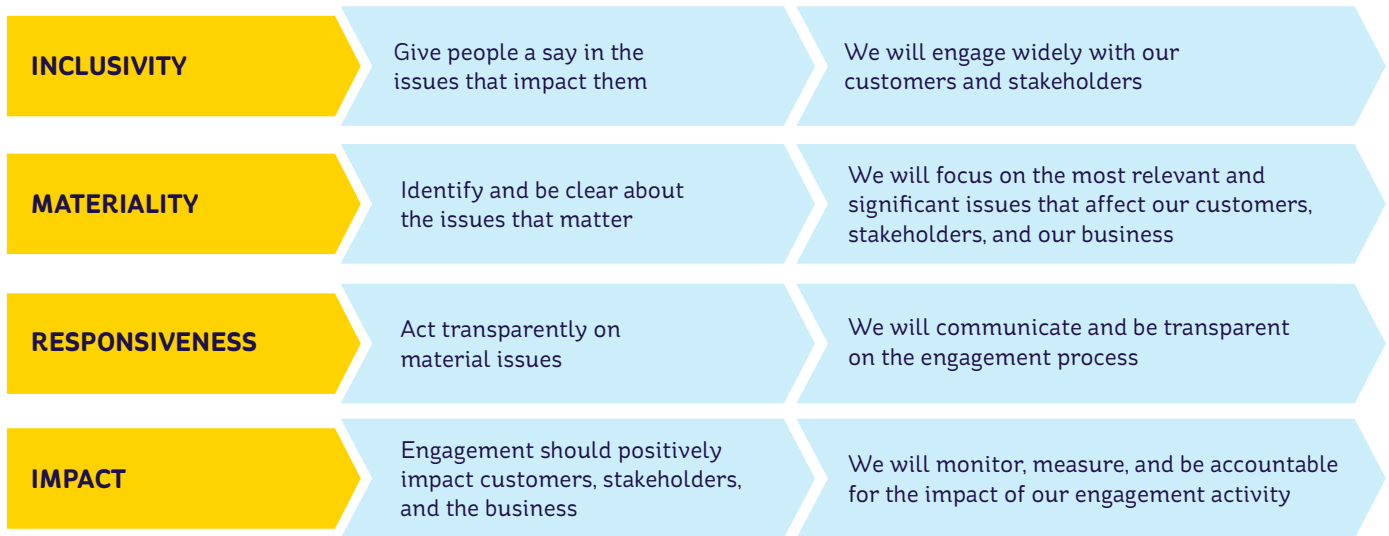 INCLUSIVITY
Give people a say in the
issues that impact them
We will engage widely with our
customers and stakeholders
MATERIALITY
Identify and be clear about
the issues that matter
We will focus on the most relevant and
significant issues that affect our customers,
stakeholders, and our business
RESPONSIVENESS
Act transparently on
material issues
We will communicate and be transparent
on the engagement process
IMPACT
Engagement should positively
impact customers, stakeholders,
and the business
We will monitor, measure, and be accountable
for the impact of our engagement activity